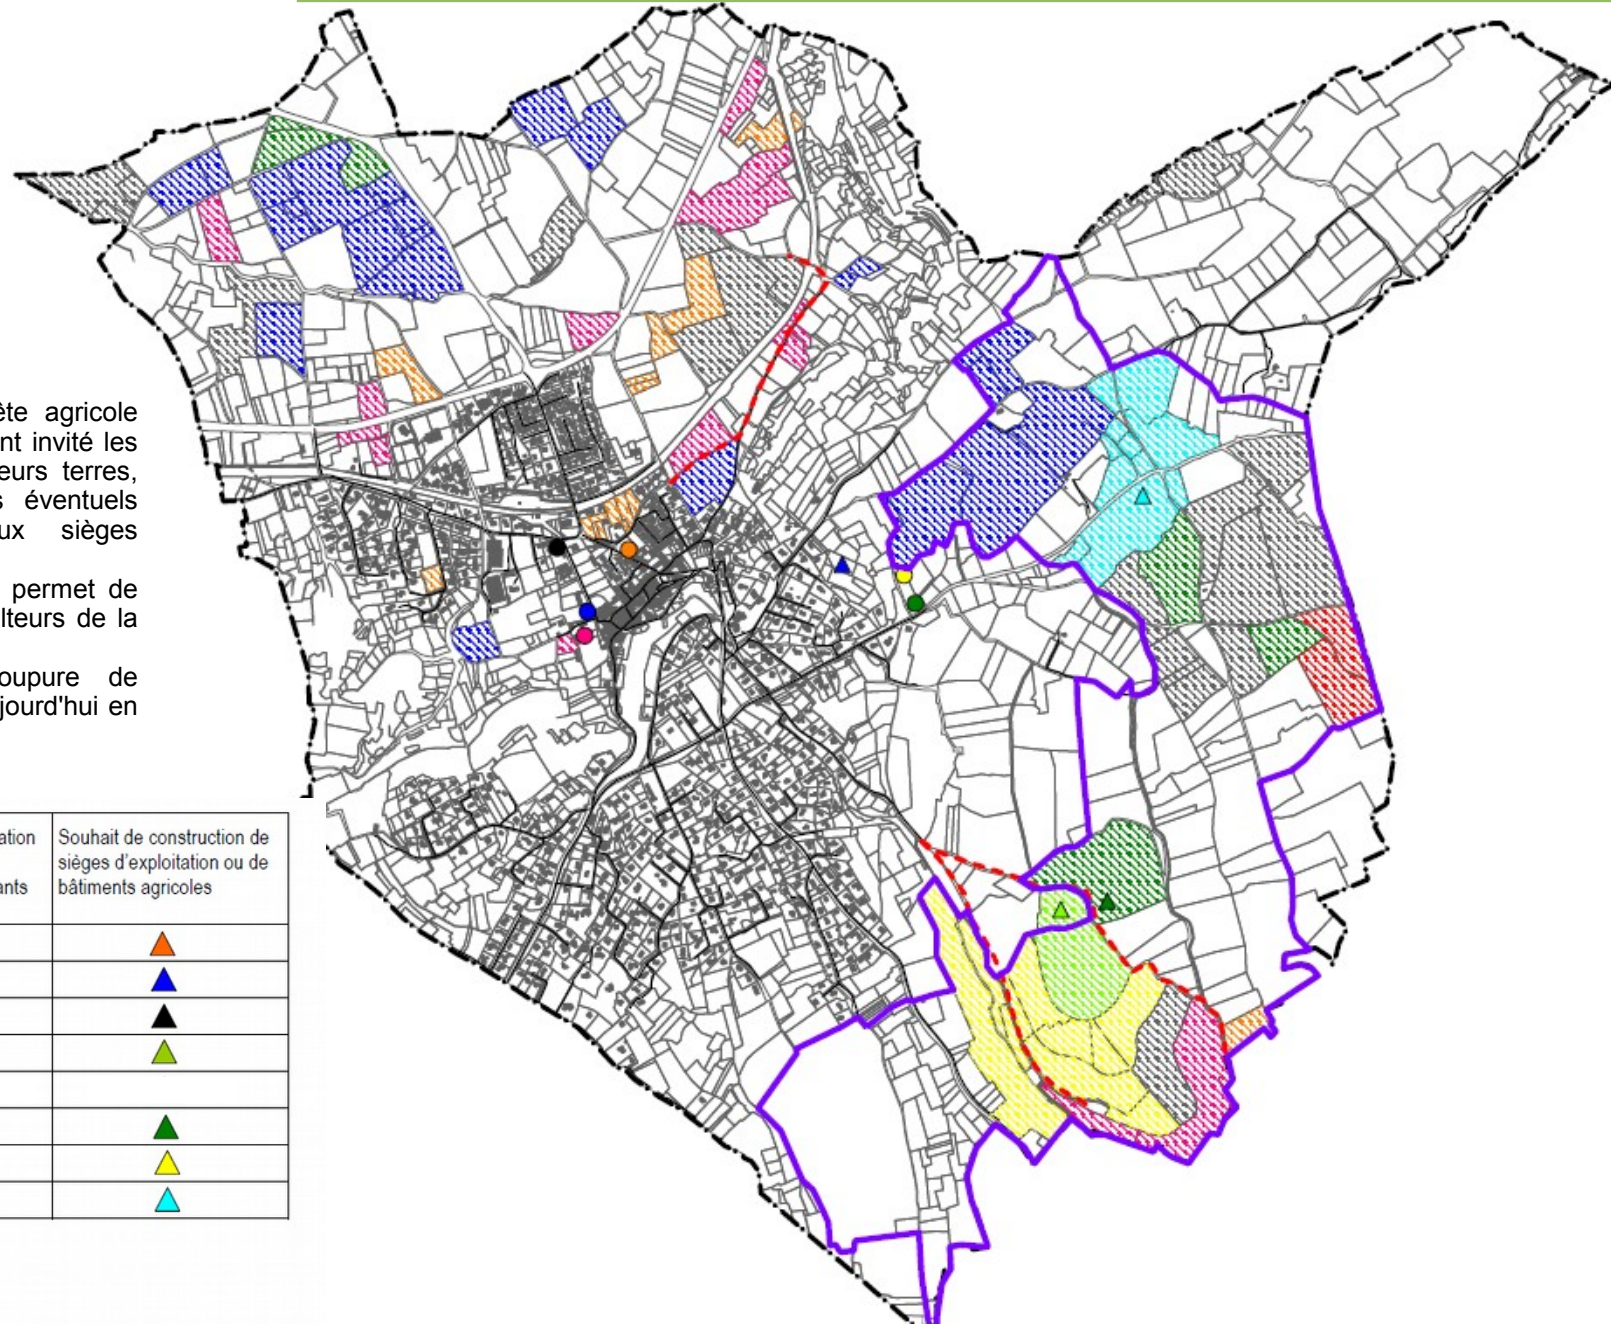 ête agricole
nt invité les
eurs terres,
s éventuels
ux sièges
permet de
lteurs de la
oupure de
jourd'hui en
ation
ants
Souhait de construction de
sièges d'exploitation ou de
bâtiments agricoles